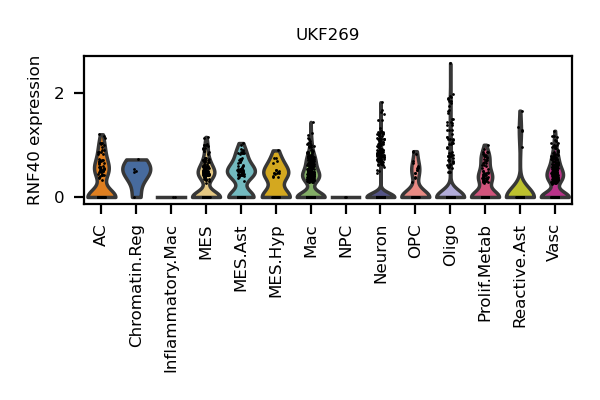 UKF269
RNF40 expression
2
0
AC
Chromatin.Reg
Inflammatory.Mac
MES
MES.Ast
MES.Hyp
Mac
NPC
Neuron
OPC
Oligo
Prolif.Metab
Reactive.Ast
Vasc